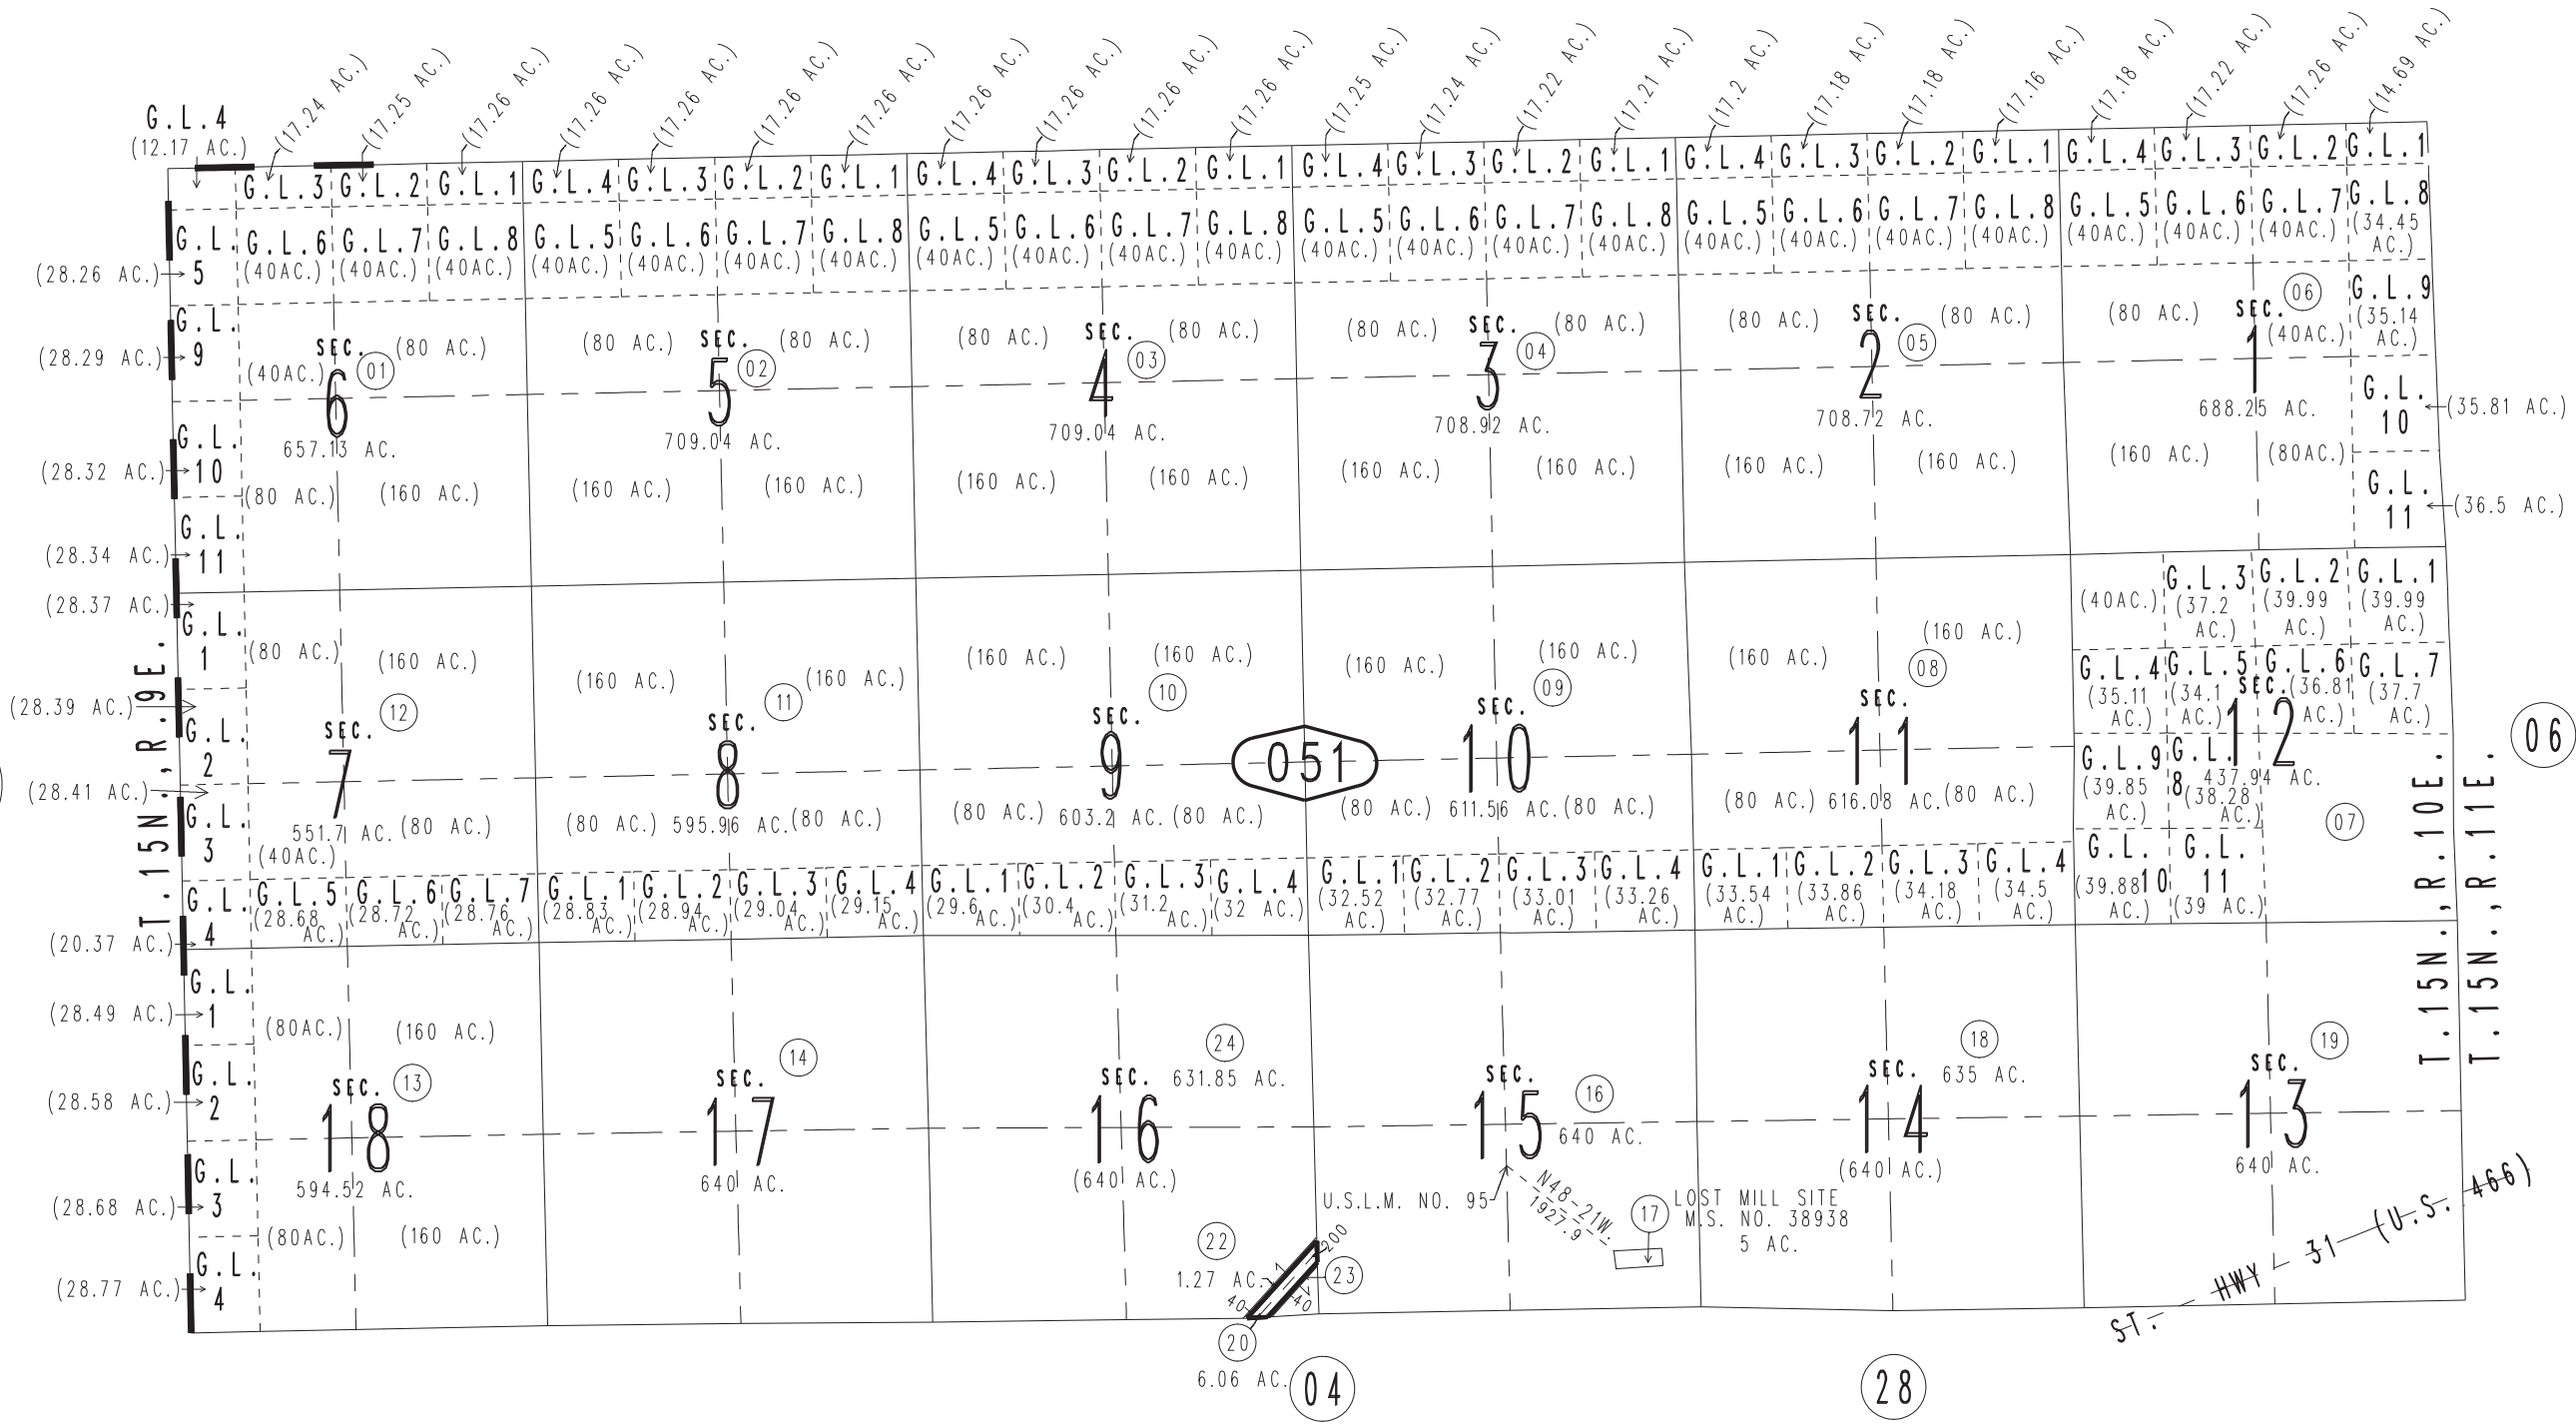 (17.24 AC.) (17.25 AC.) (17.26 AC.) (17.26 AC.) (17.26 AC.) (17.26 AC.) (17.26 AC.) (17.26 AC.) (17.26 AC.) (17.26 AC.) (17.26 AC.) (17.25 AC.) (17.24 AC.) (17.22 AC.) (17.21 AC.) (17.2 AC.) (17.18 AC.) (17.18 AC.) (17.16 AC.) (17.18 AC.) (17.22 AC.) (17.26 AC.) (14.69 AC.)
G.L.4
(12.17 AC.)
G.L.3 G.L.2 G.L.1 G.L.4 G.L.3 G.L.2 G.L.1 G.L.4 G.L.3 G.L.2 G.L.1 G.L.4 G.L.3 G.L.2 G.L.1 G.L.4 G.L.3 G.L.2 G.L.1 G.L.4 G.L.3 G.L.2 G.L.1
G.L.5 G.L.6 G.L.7 G.L.8 G.L.5 G.L.6 G.L.7 G.L.8 G.L.5 G.L.6 G.L.7 G.L.8 G.L.5 G.L.6 G.L.7 G.L.8 G.L.5 G.L.6 G.L.7 G.L.8 G.L.5 G.L.6 G.L.7 G.L.8
(28.26 AC.) (40AC.) (40AC.) (40AC.) (40AC.) (40AC.) (40AC.) (40AC.) (40AC.) (40AC.) (40AC.) (40AC.) (40AC.) (40AC.) (40AC.) (40AC.) (40AC.) (40AC.) (40AC.) (40AC.) (40AC.) (40AC.) (40AC.) (34.45 AC.)
G.L.9 G.L.9
(28.29 AC.) (35.14 AC.)
(40AC.) SEC. 6 01 (80 AC.) (80 AC.) SEC. 5 02 (80 AC.) (80 AC.) SEC. 4 03 (80 AC.) (80 AC.) SEC. 3 04 (80 AC.) (80 AC.) SEC. 2 05 (80 AC.) (80 AC.) SEC. 1 06 (40AC.)
657.13 AC. 709.04 AC. 709.04 AC. 708.92 AC. 708.72 AC. 688.25 AC.
G.L.10 G.L.10
(28.32 AC.) (35.81 AC.)
(80 AC.) (160 AC.) (160 AC.) (160 AC.) (160 AC.) (160 AC.) (160 AC.) (160 AC.) (160 AC.) (160 AC.) (160 AC.) (80AC.)
G.L.11 G.L.11
(28.34 AC.) (36.5 AC.)
(28.37 AC.)
G.L.1 (40AC.) G.L.3 G.L.2 G.L.1
(37.2 AC.) (39.99 AC.) (39.99 AC.)
(80 AC.) (160 AC.) (160 AC.) (160 AC.) (160 AC.) (160 AC.) (160 AC.) (160 AC.) (160 AC.) (160 AC.)
G.L.4 G.L.5 G.L.6 G.L.7
(35.11 AC.) (34.1 AC.) (36.81 AC.) (37.7 AC.)
(28.39 AC.)
G.L.2
SEC. 7 12 SEC. 8 11 SEC. 9 10 051 SEC. 10 09 SEC. 11 08 SEC. 12 07
06
(28.41 AC.)
G.L.3 G.L.9 G.L.8
(39.85 AC.) (38.28 AC.)
551.7 AC. (80 AC.) (80 AC.) 595.96 AC. (80 AC.) (80 AC.) 603.2 AC. (80 AC.) (80 AC.) 611.56 AC. (80 AC.) (80 AC.) 616.08 AC. (80 AC.) 437.94 AC.
(40AC.)
G.L.4 G.L.5 G.L.6 G.L.7 G.L.1 G.L.2 G.L.3 G.L.4 G.L.1 G.L.2 G.L.3 G.L.4 G.L.1 G.L.2 G.L.3 G.L.4 G.L.1 G.L.2 G.L.3 G.L.4 G.L.10 G.L.11
(20.37 AC.) (28.68 AC.) (28.72 AC.) (28.76 AC.) (28.83 AC.) (28.94 AC.) (29.04 AC.) (29.15 AC.) (29.6 AC.) (30.4 AC.) (31.2 AC.) (32 AC.) (32.52 AC.) (32.77 AC.) (33.01 AC.) (33.26 AC.) (33.54 AC.) (33.86 AC.) (34.18 AC.) (34.5 AC.) (39.88 AC.) (39 AC.)
T.15N.,R.9E.
T.15N.,R.10E.
T.15N.,R.11E.
G.L.1
(28.49 AC.) (80AC.) (160 AC.)
G.L.2
(28.58 AC.)
SEC. 18 13 SEC. 17 14 SEC. 16 24 631.85 AC. SEC. 15 16 640 AC. SEC. 14 18 635 AC. SEC. 13 19
594.52 AC. 640 AC. (640 AC.) (640 AC.) 640 AC.
G.L.3
(28.68 AC.)
(80AC.) (160 AC.)
G.L.4
(28.77 AC.)
U.S.L.M. NO. 95
N48-21W.
1927.9
17 LOST MILL SITE
M.S. NO. 38938
5 AC.
22
1.27 AC.
200
23
40
40
20
6.06 AC.
04
28
ST. HWY 31 (U.S. 466)